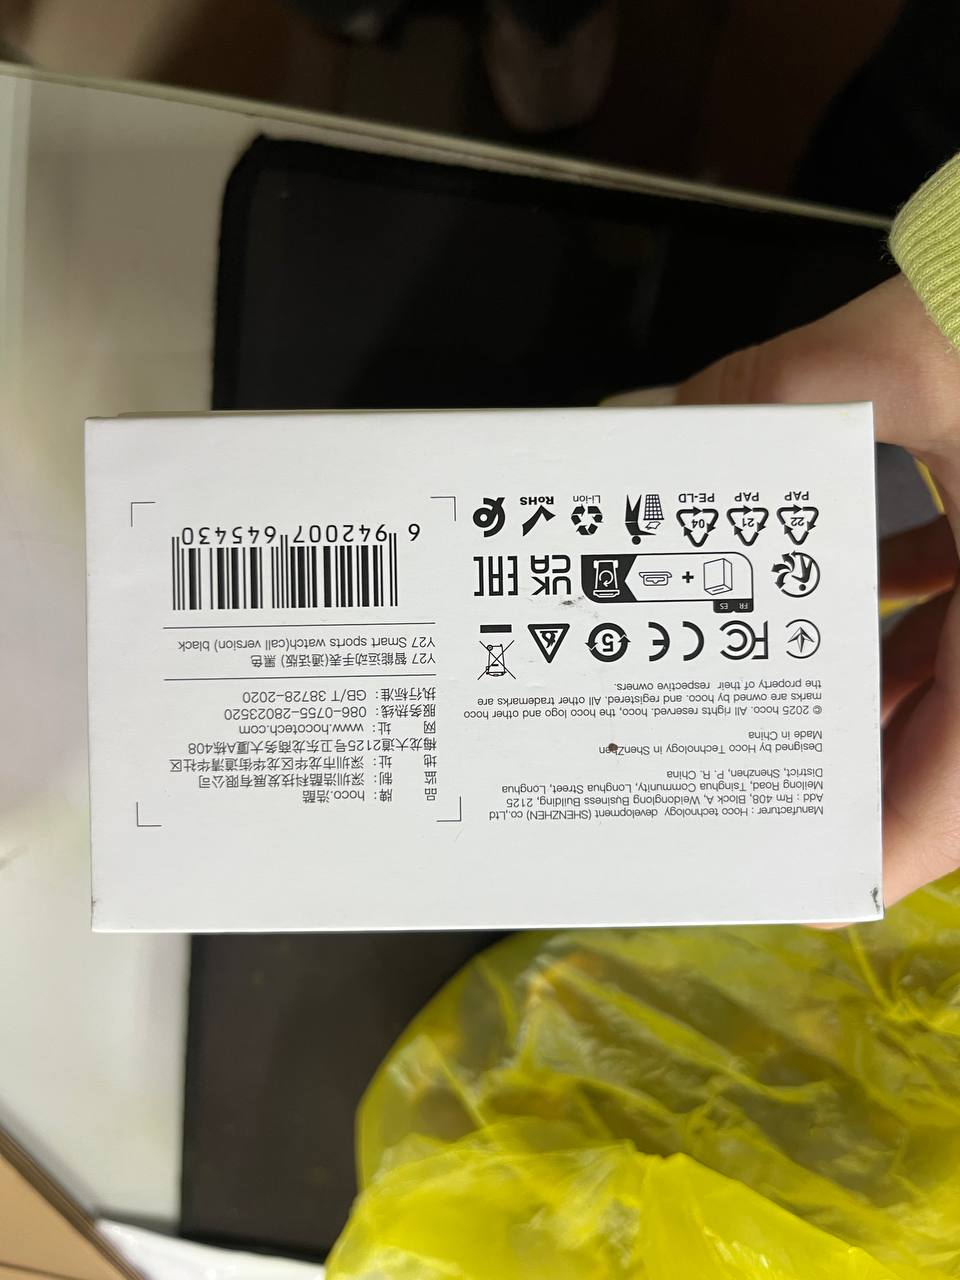 Manufacturer : Hoco technology development (SHENZHEN) co.,Ltd
Add : Rm 408, Block A, Weidonglong Business Building, 2125
Meilong Road, Tsinghua Community, Longhua Street, Longhua
District, Shenzhen, P. R. China
Designed by Hoco Technology in ShenZhen
Made in China
© 2025 hoco. All rights reserved. hoco, the hoco logo and other hoco
marks are owned by hoco and registered. All other trademarks are
the property of their respective owners.
FC CE 5
FR ES
UK
CA EAC
22
PAP
21
PAP
04
PE-LD
Li-ion
RoHS
品 牌：hoco 浩酷
监 制：深圳浩酷科技发展有限公司
地 址：深圳市龙华区龙华街道清华社区
梅龙大道2125号卫东龙商务大厦A栋408
网 址：www.hocotech.com
服务热线：086-0755-28023520
执行标准：GB/T 38728-2020
Y27 智能运动手表(通话版) 黑色
Y27 Smart sports watch(call version) black
6 942007 645430